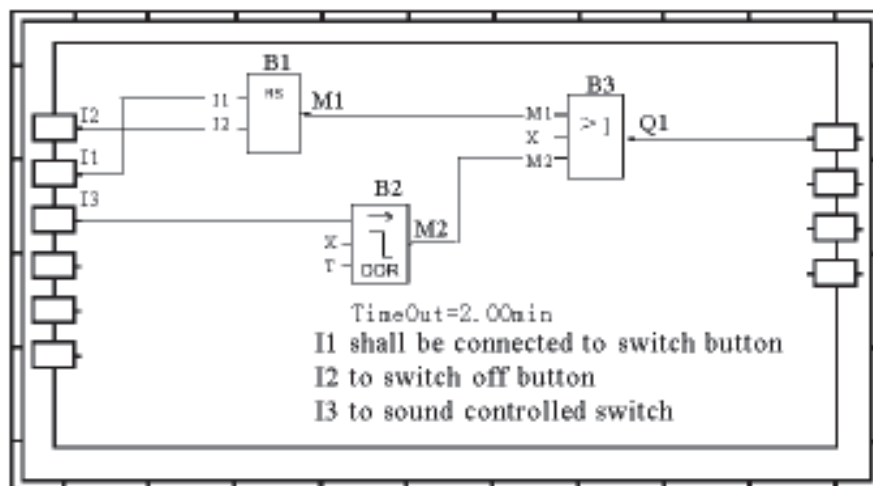 B1
RS
I1
I2
M1
B3
M1
X
M2
>1
Q1
I2
I1
I3
B2
X
T
M2
TimeOut=2.00min
I1 shall be connected to switch button
I2 to switch off button
I3 to sound controlled switch